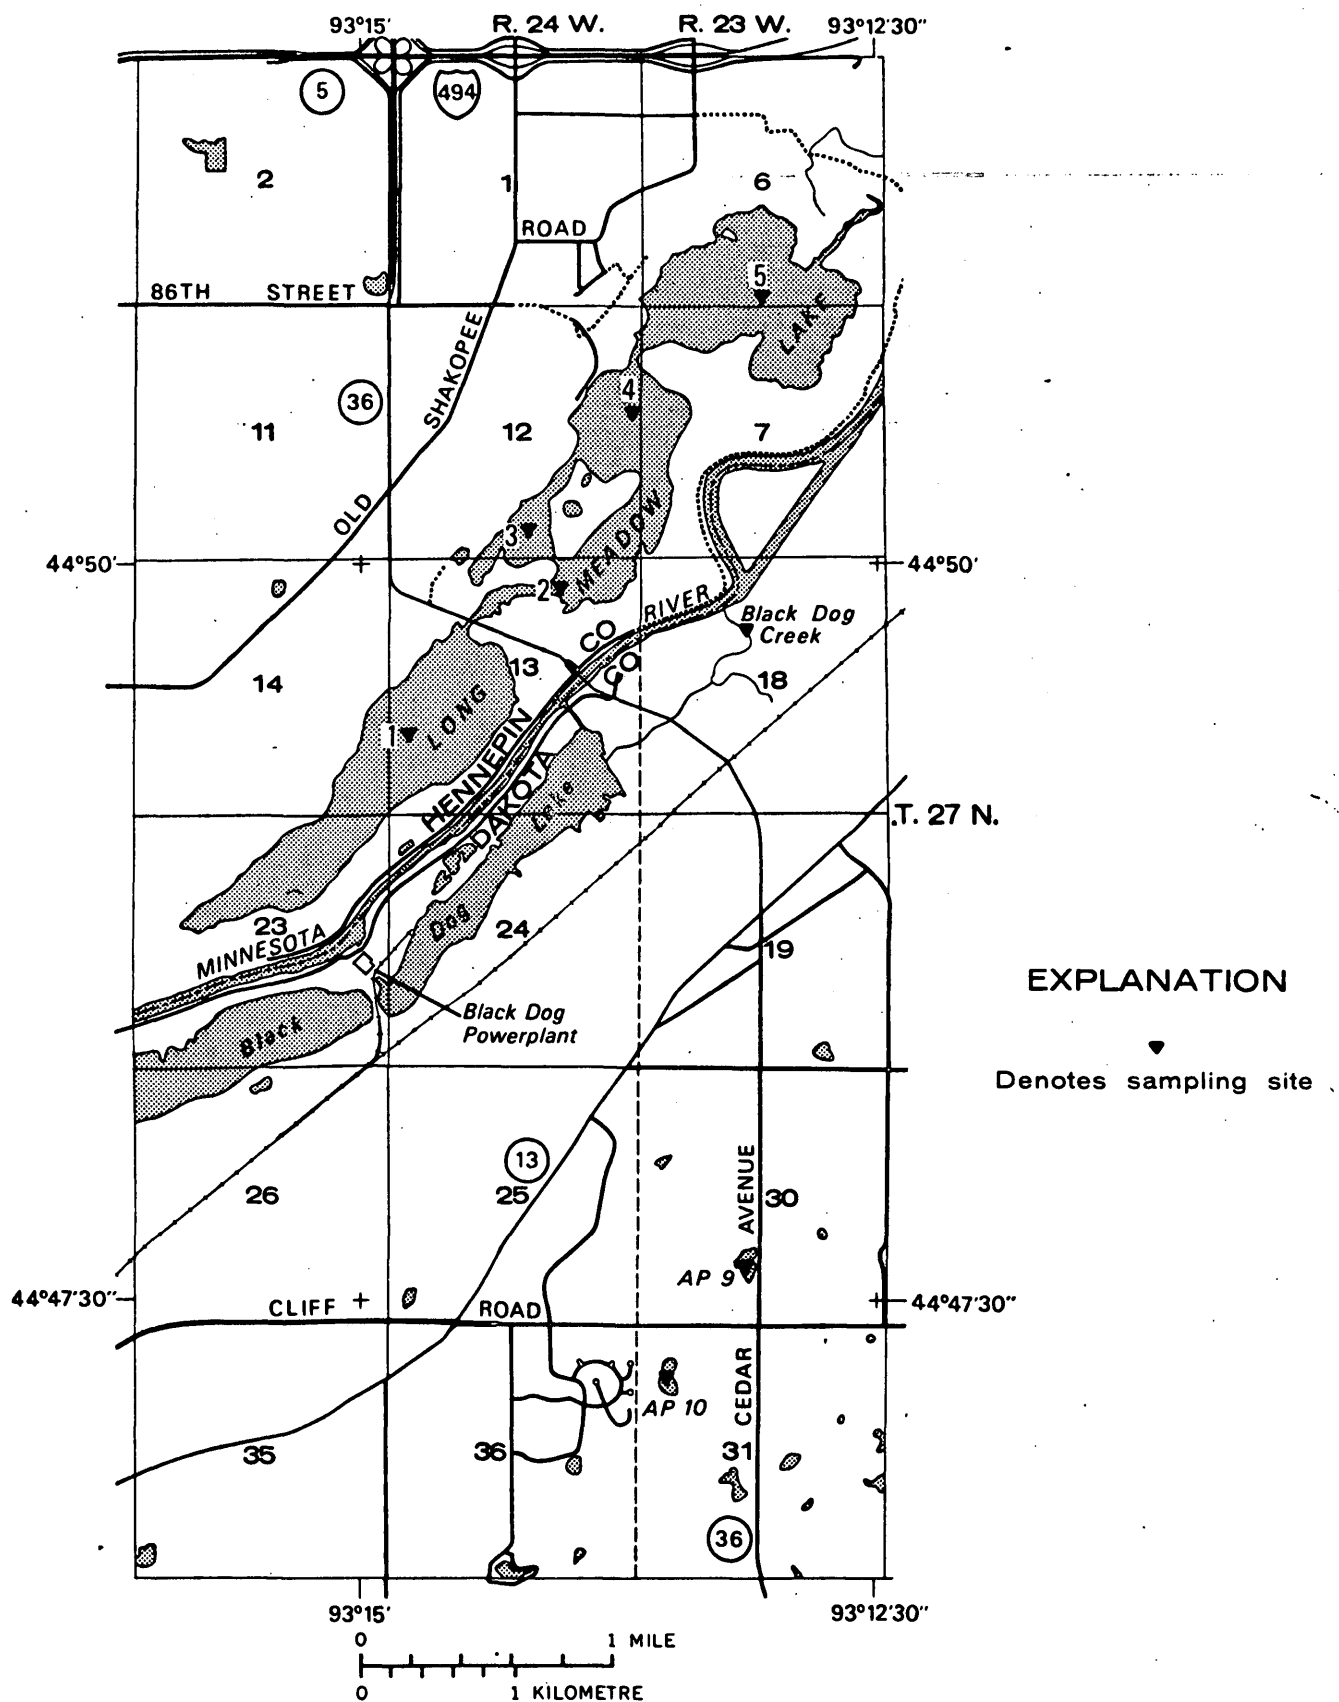 93°15' R. 24 W. R. 23 W. 93°12'30"
5 494
2 1 6
ROAD
5
86TH STREET
LAKE
SHAKOPEE
4
36
11 12 7
OLD
3
MEADOW
44°50' 44°50'
2
RIVER
Black Dog
Creek
CO
CO
13
14 18
LONG
1
HENNEPIN
DAKOTA
Lake
T. 27 N.
23 24 19
Dog
MINNESOTA
EXPLANATION
Black Dog
Powerplant
Black
Denotes sampling site
13
AVENUE
26 25 30
AP 9
44°47'30" 44°47'30"
CLIFF ROAD
CEDAR
AP 10
35 36 31
36
93°15' 93°12'30"
0 1 MILE
0 1 KILOMETRE